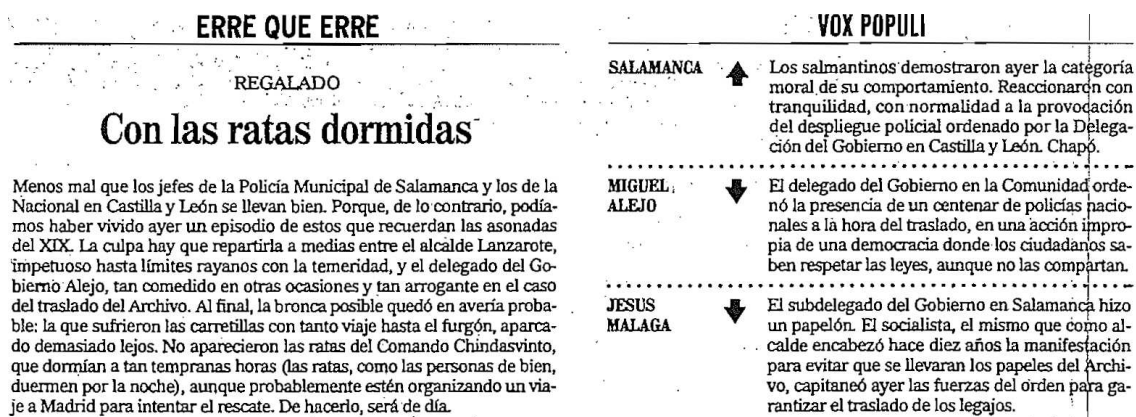 ERRE QUE ERRE
REGALADO
Con las ratas dormidas
Menos mal que los jefes de la Policía Municipal de Salamanca y los de la
Nacional en Castilla y León se llevan bien. Porque, de lo contrario, podía-
mos haber vivido ayer un episodio de estos que recuerdan las asonadas
del XIX. La culpa hay que repartirla a medias entre el alcalde Lanzarote,
impetuoso hasta límites rayanos con la temeridad, y el delegado del Go-
bierno Alejo, tan comedido en otras ocasiones y tan arrogante en el caso
del traslado del Archivo. Al final, la bronca posible quedó en avería proba-
ble: la que sufrieron las carretillas con tanto viaje hasta el furgón, aparca-
do demasiado lejos. No aparecieron las ratas del Comando Chindasvinto,
que dormían a tan tempranas horas (las ratas, como las personas de bien,
duermen por la noche), aunque probablemente estén organizando un via-
je a Madrid para intentar el rescate. De hacerlo, será de día.
VOX POPULI
SALAMANCA
Los salmantinos demostraron ayer la categoría
moral de su comportamiento. Reaccionaron con
tranquilidad, con normalidad a la provocación
del despliegue policial ordenado por la Delega-
ción del Gobierno en Castilla y León. Chapó.
MIGUEL
ALEJO
El delegado del Gobierno en la Comunidad orde-
nó la presencia de un centenar de policías nacio-
nales a la hora del traslado, en una acción impro-
pia de una democracia donde los ciudadanos sa-
ben respetar las leyes, aunque no las compartan.
JESUS
MALAGA
El subdelegado del Gobierno en Salamanca hizo
un papelón. El socialista, el mismo que como al-
calde encabezó hace diez años la manifestación
para evitar que se llevaran los papeles del Archi-
vo, capitaneó ayer las fuerzas del orden para ga-
rantizar el traslado de los legajos.